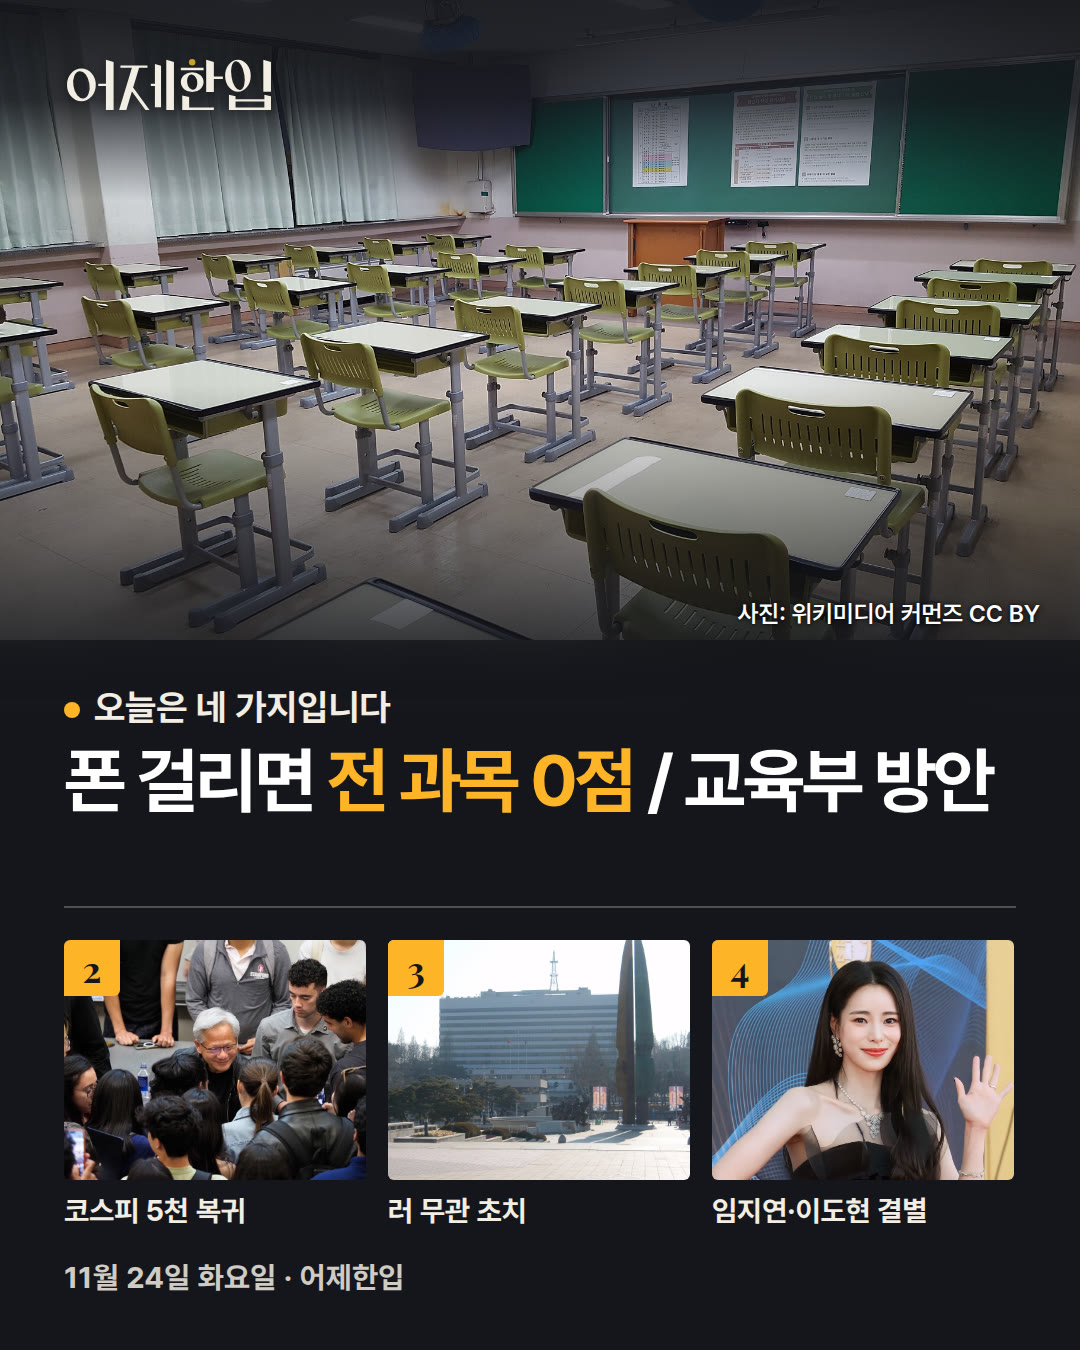 어제한입
사진: 위키미디어 커먼즈 CC BY
오늘은 네 가지입니다
폰 걸리면 전 과목 0점 / 교육부 방안
2
3
4
코스피 5천 복귀
러 무관 초치
임지연·이도현 결별
11월 24일 화요일 · 어제한입